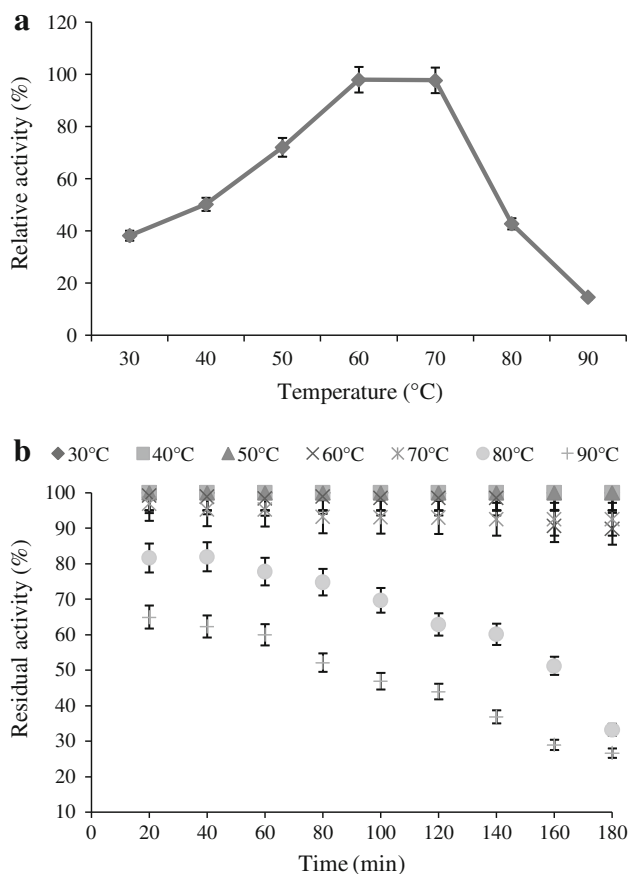 a
120
100
80
60
40
20
0
Relative activity (%)
30 40 50 60 70 80 90
Temperature (°C)
b
30°C 40°C 50°C 60°C 70°C 80°C 90°C
100
90
80
70
60
50
40
30
20
10
Residual activity (%)
0 20 40 60 80 100 120 140 160 180
Time (min)